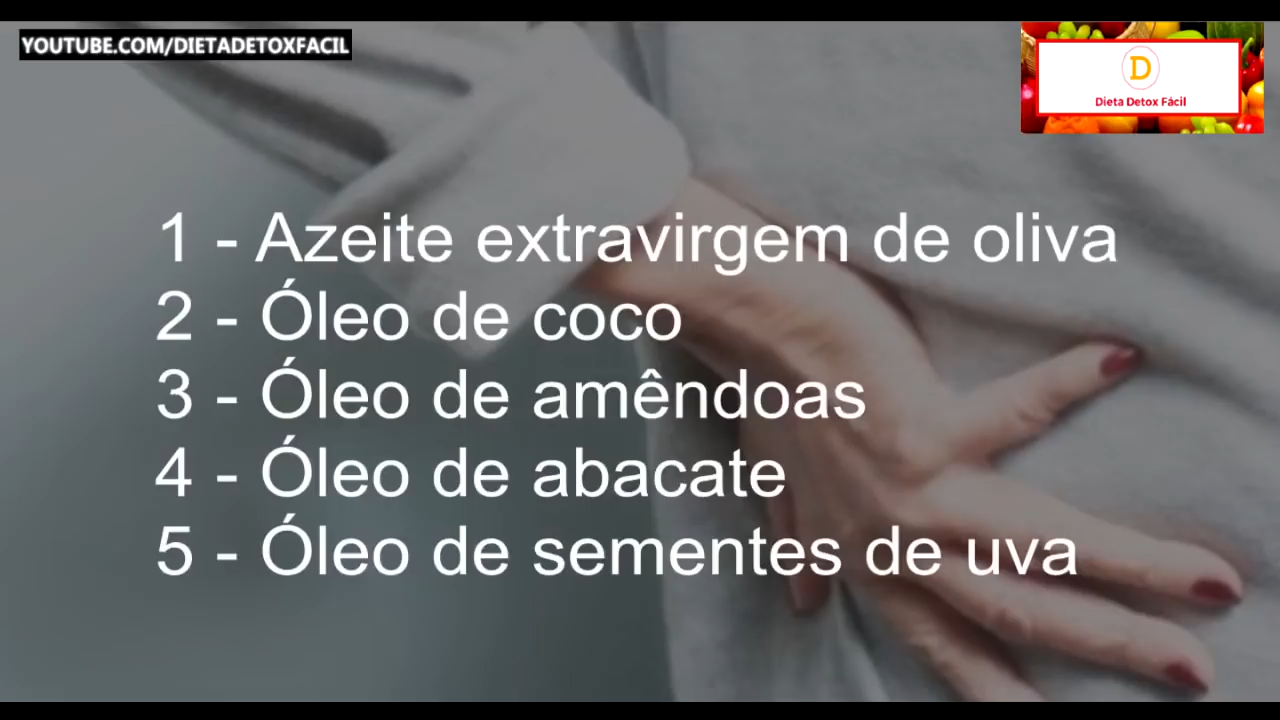 YOUTUBE.COM/DIETADETOXFACIL
D
Dieta Detox Fácil
1 - Azeite extravirgem de oliva
2 - Óleo de coco
3 - Óleo de amêndoas
4 - Óleo de abacate
5 - Óleo de sementes de uva